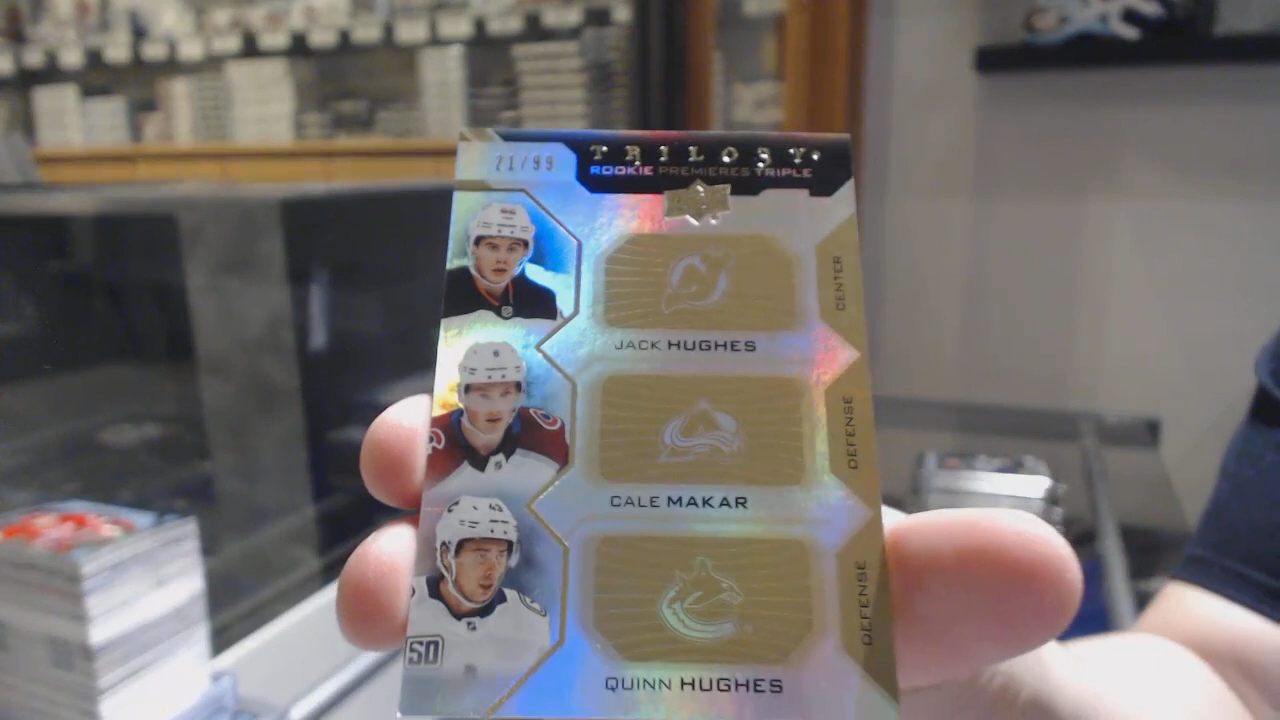 21/99
TRILOGY
ROOKIE PREMIERES TRIPLE
JACK HUGHES
CENTER
CALE MAKAR
DEFENSE
QUINN HUGHES
DEFENSE
50